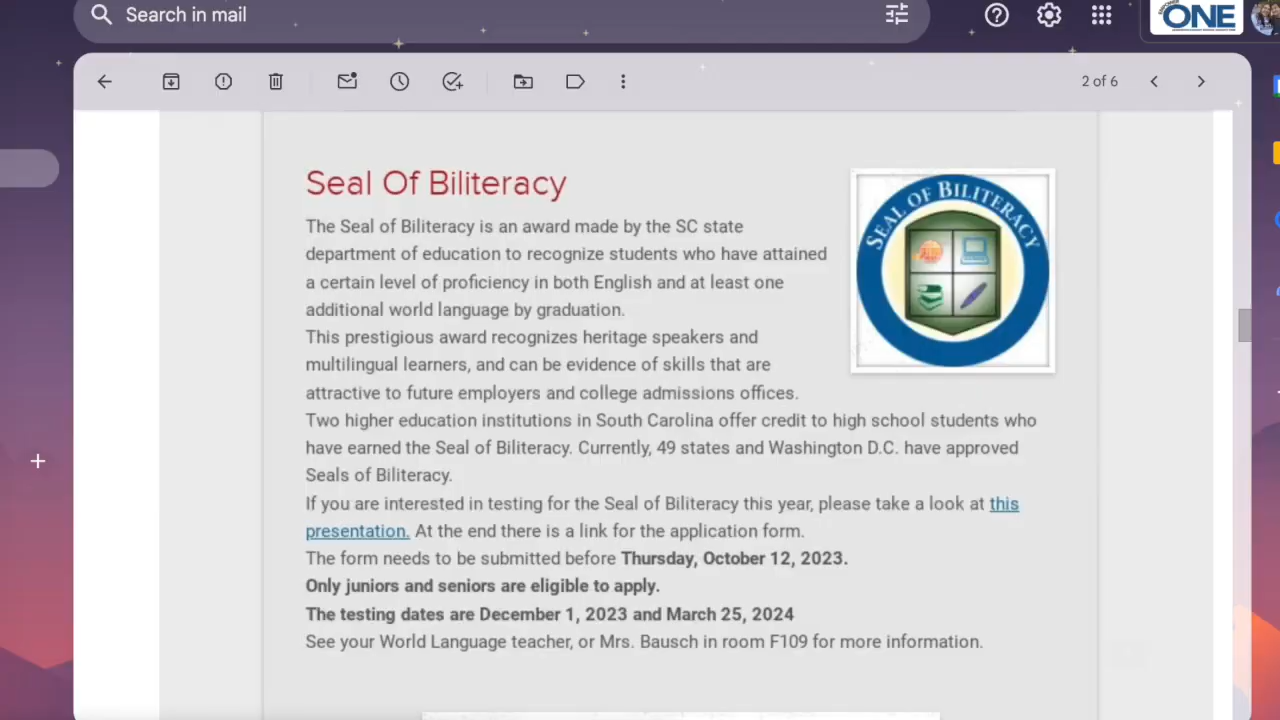 Search in mail
ONE
2 of 6
Seal Of Biliteracy
SEAL OF BILITERACY
The Seal of Biliteracy is an award made by the SC state
department of education to recognize students who have attained
a certain level of proficiency in both English and at least one
additional world language by graduation.
This prestigious award recognizes heritage speakers and
multilingual learners, and can be evidence of skills that are
attractive to future employers and college admissions offices.
Two higher education institutions in South Carolina offer credit to high school students who
have earned the Seal of Biliteracy. Currently, 49 states and Washington D.C. have approved
Seals of Biliteracy.
If you are interested in testing for the Seal of Biliteracy this year, please take a look at this
presentation. At the end there is a link for the application form.
The form needs to be submitted before Thursday, October 12, 2023.
Only juniors and seniors are eligible to apply.
The testing dates are December 1, 2023 and March 25, 2024
See your World Language teacher, or Mrs. Bausch in room F109 for more information.